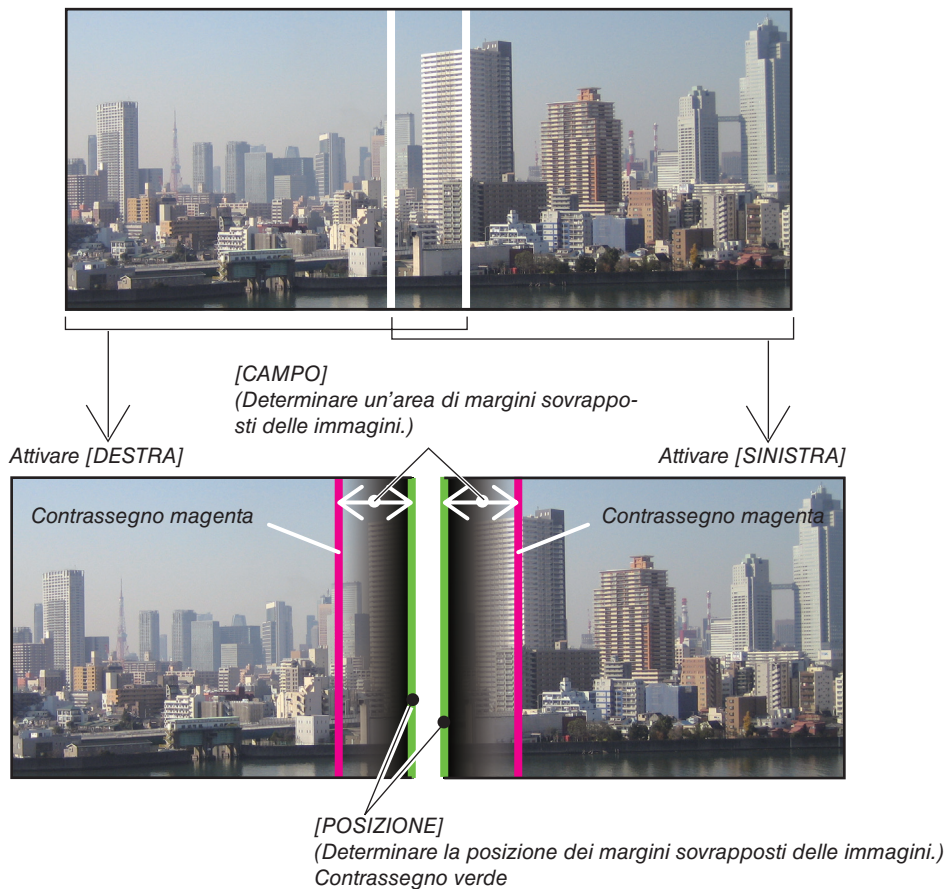 [CAMPO]
(Determinare un'area di margini sovrappo-
sti delle immagini.)
Attivare [DESTRA]
Attivare [SINISTRA]
Contrassegno magenta
Contrassegno magenta
[POSIZIONE]
(Determinare la posizione dei margini sovrapposti delle immagini.)
Contrassegno verde